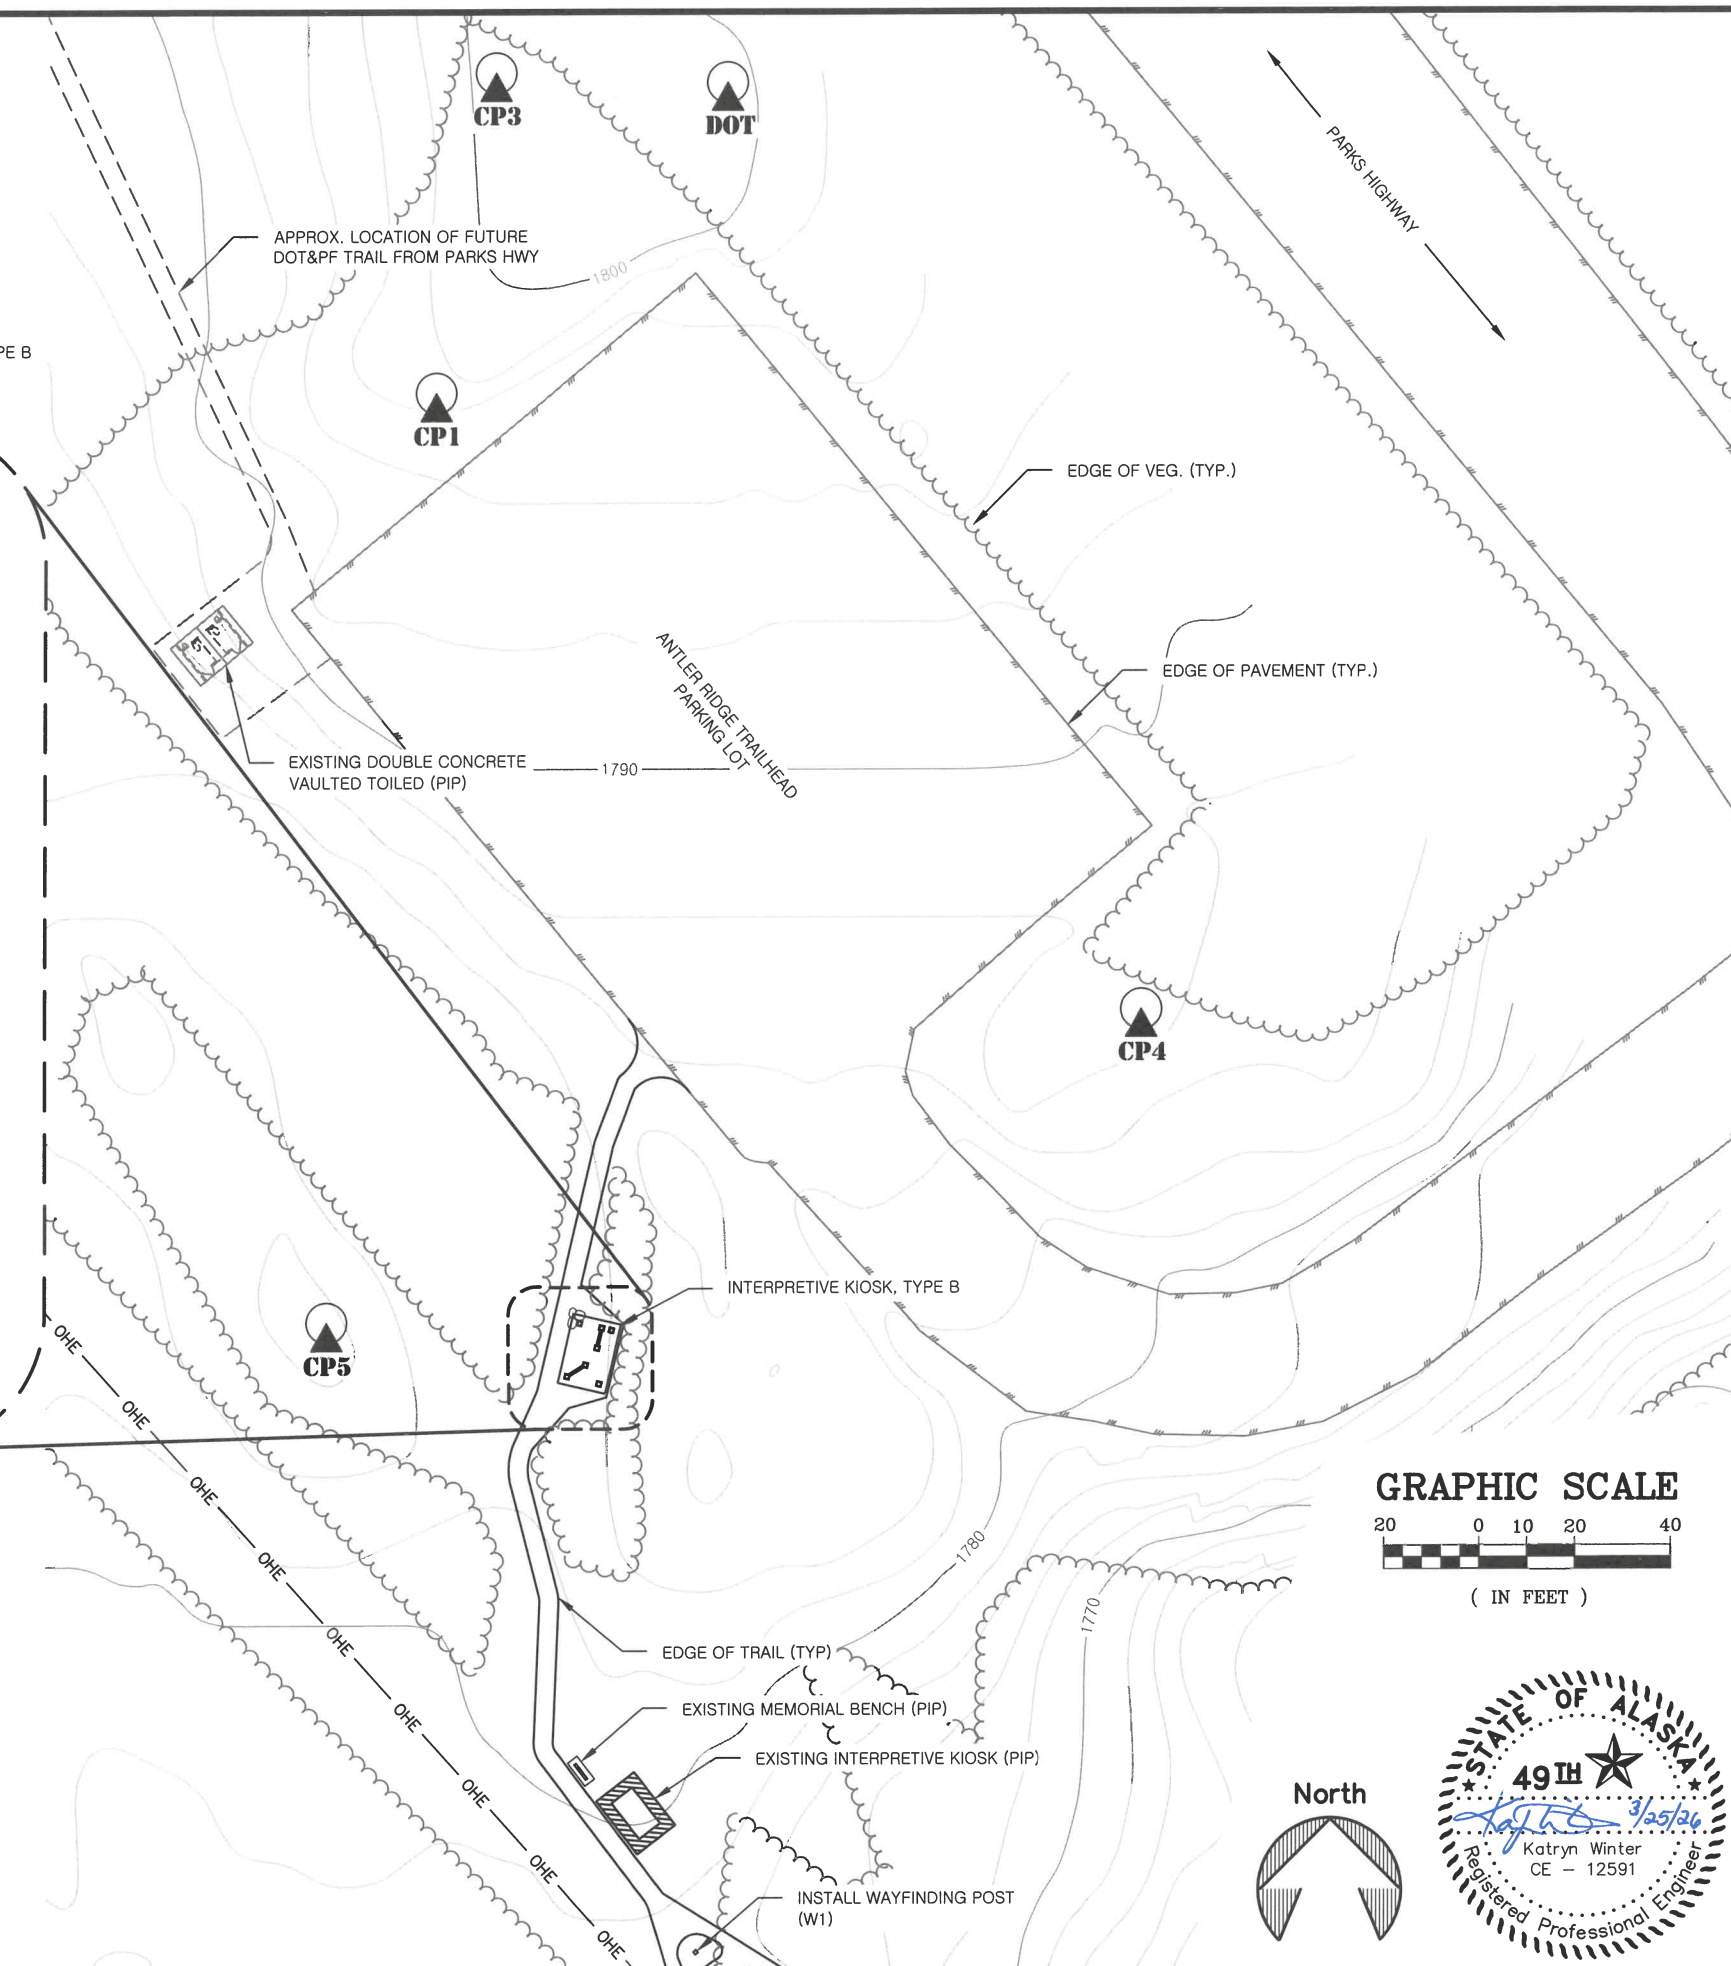 CP3
DOT
PARKS HIGHWAY
APPROX. LOCATION OF FUTURE
DOT&PF TRAIL FROM PARKS HWY
1800
PE B
CP1
EDGE OF VEG. (TYP.)
ANTLER RIDGE TRAILHEAD
PARKING LOT
EDGE OF PAVEMENT (TYP.)
EXISTING DOUBLE CONCRETE
VAULTED TOILED (PIP)
1790
CP4
INTERPRETIVE KIOSK, TYPE B
CP5
OHE
OHE
OHE
OHE
OHE
OHE
OHE
OHE
OHE
GRAPHIC SCALE
20 0 10 20 40
( IN FEET )
1780
1770
EDGE OF TRAIL (TYP)
EXISTING MEMORIAL BENCH (PIP)
EXISTING INTERPRETIVE KIOSK (PIP)
INSTALL WAYFINDING POST
(W1)
North
STATE OF ALASKA
49TH
3/25/26
Katryn Winter
CE - 12591
Registered Professional Engineer